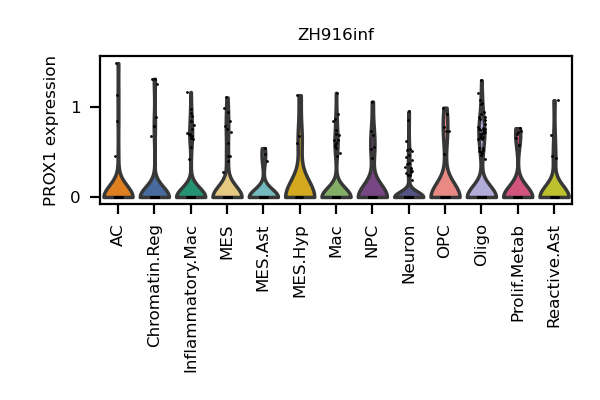 ZH916inf
PROX1 expression
1
0
AC
Chromatin.Reg
Inflammatory.Mac
MES
MES.Ast
MES.Hyp
Mac
NPC
Neuron
OPC
Oligo
Prolif.Metab
Reactive.Ast